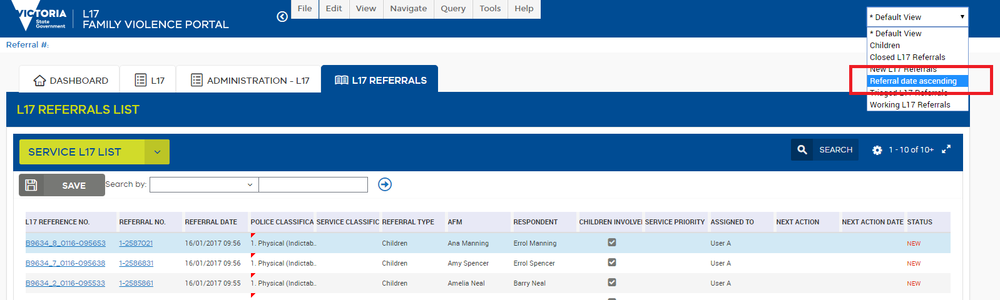 VICTORIA
State
Government
L17
FAMILY VIOLENCE PORTAL
File Edit View Navigate Query Tools Help
* Default View
* Default View
Children
Closed L17 Referrals
New L17 Referrals
Referral date ascending
Triaged L17 Referrals
Working L17 Referrals
Referral #:
DASHBOARD L17 ADMINISTRATION - L17 L17 REFERRALS
L17 REFERRALS LIST
SERVICE L17 LIST
SEARCH 1 - 10 of 10+
SAVE Search by:
L17 REFERENCE NO. REFERRAL NO. REFERRAL DATE POLICE CLASSIFICA SERVICE CLASSIFIC REFERRAL TYPE AFM RESPONDENT CHILDREN INVOLVE SERVICE PRIORITY ASSIGNED TO NEXT ACTION NEXT ACTION DATE STATUS
B9634_8_0116-095653 1-2587021 16/01/2017 09:56 1. Physical (Indictab.. Children Ana Manning Errol Manning User A NEW
B9634_7_0116-095638 1-2586831 16/01/2017 09:56 1. Physical (Indictab.. Children Amy Spencer Errol Spencer User A NEW
B9634_2_0116-095533 1-2585861 16/01/2017 09:55 1. Physical (Indictab.. Children Amelia Neal Barry Neal User A NEW